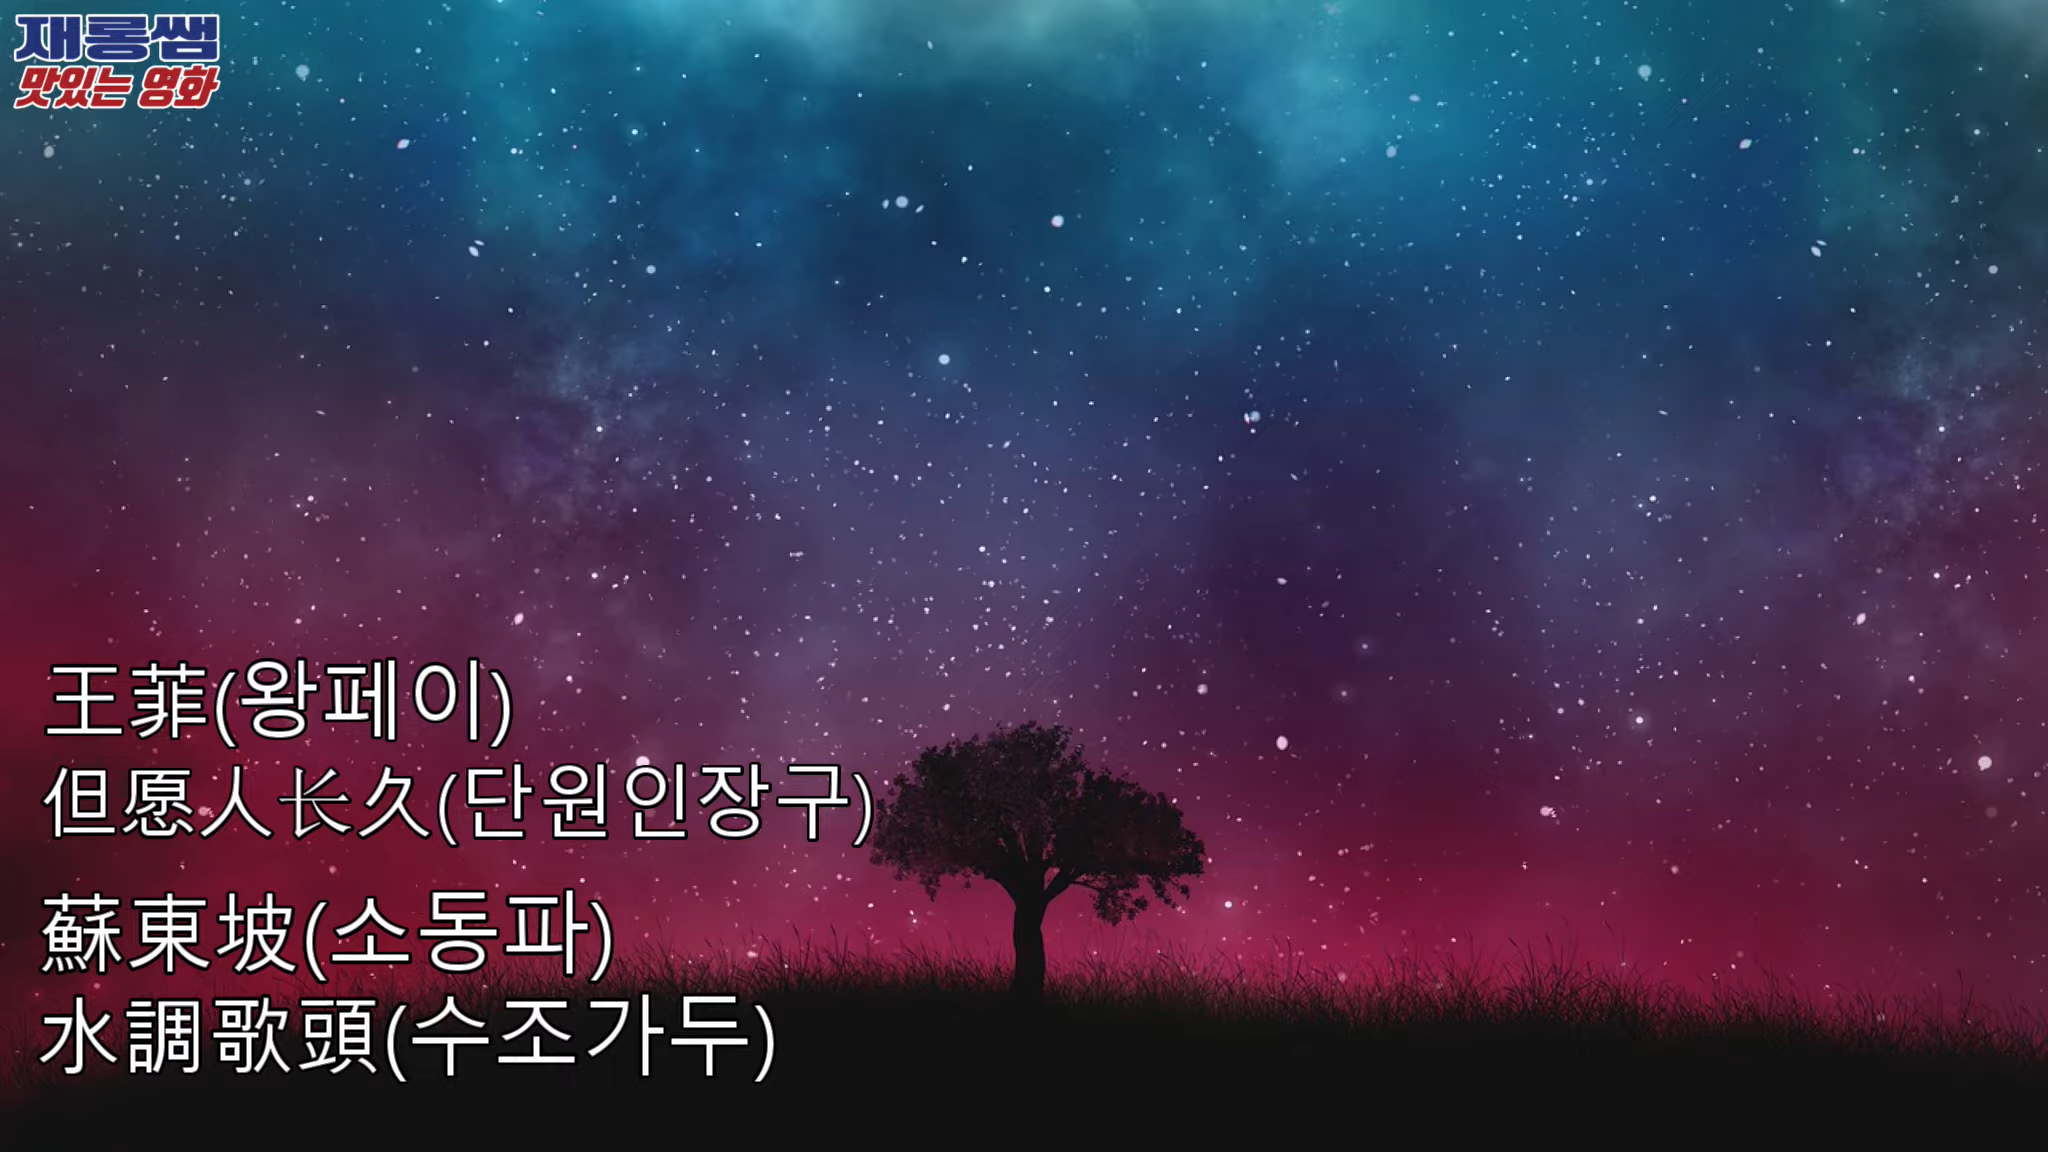 재롱쌤
맛있는 영화
王菲(왕페이)
但愿人长久(단원인장구)
蘇東坡(소동파)
水調歌頭(수조가두)